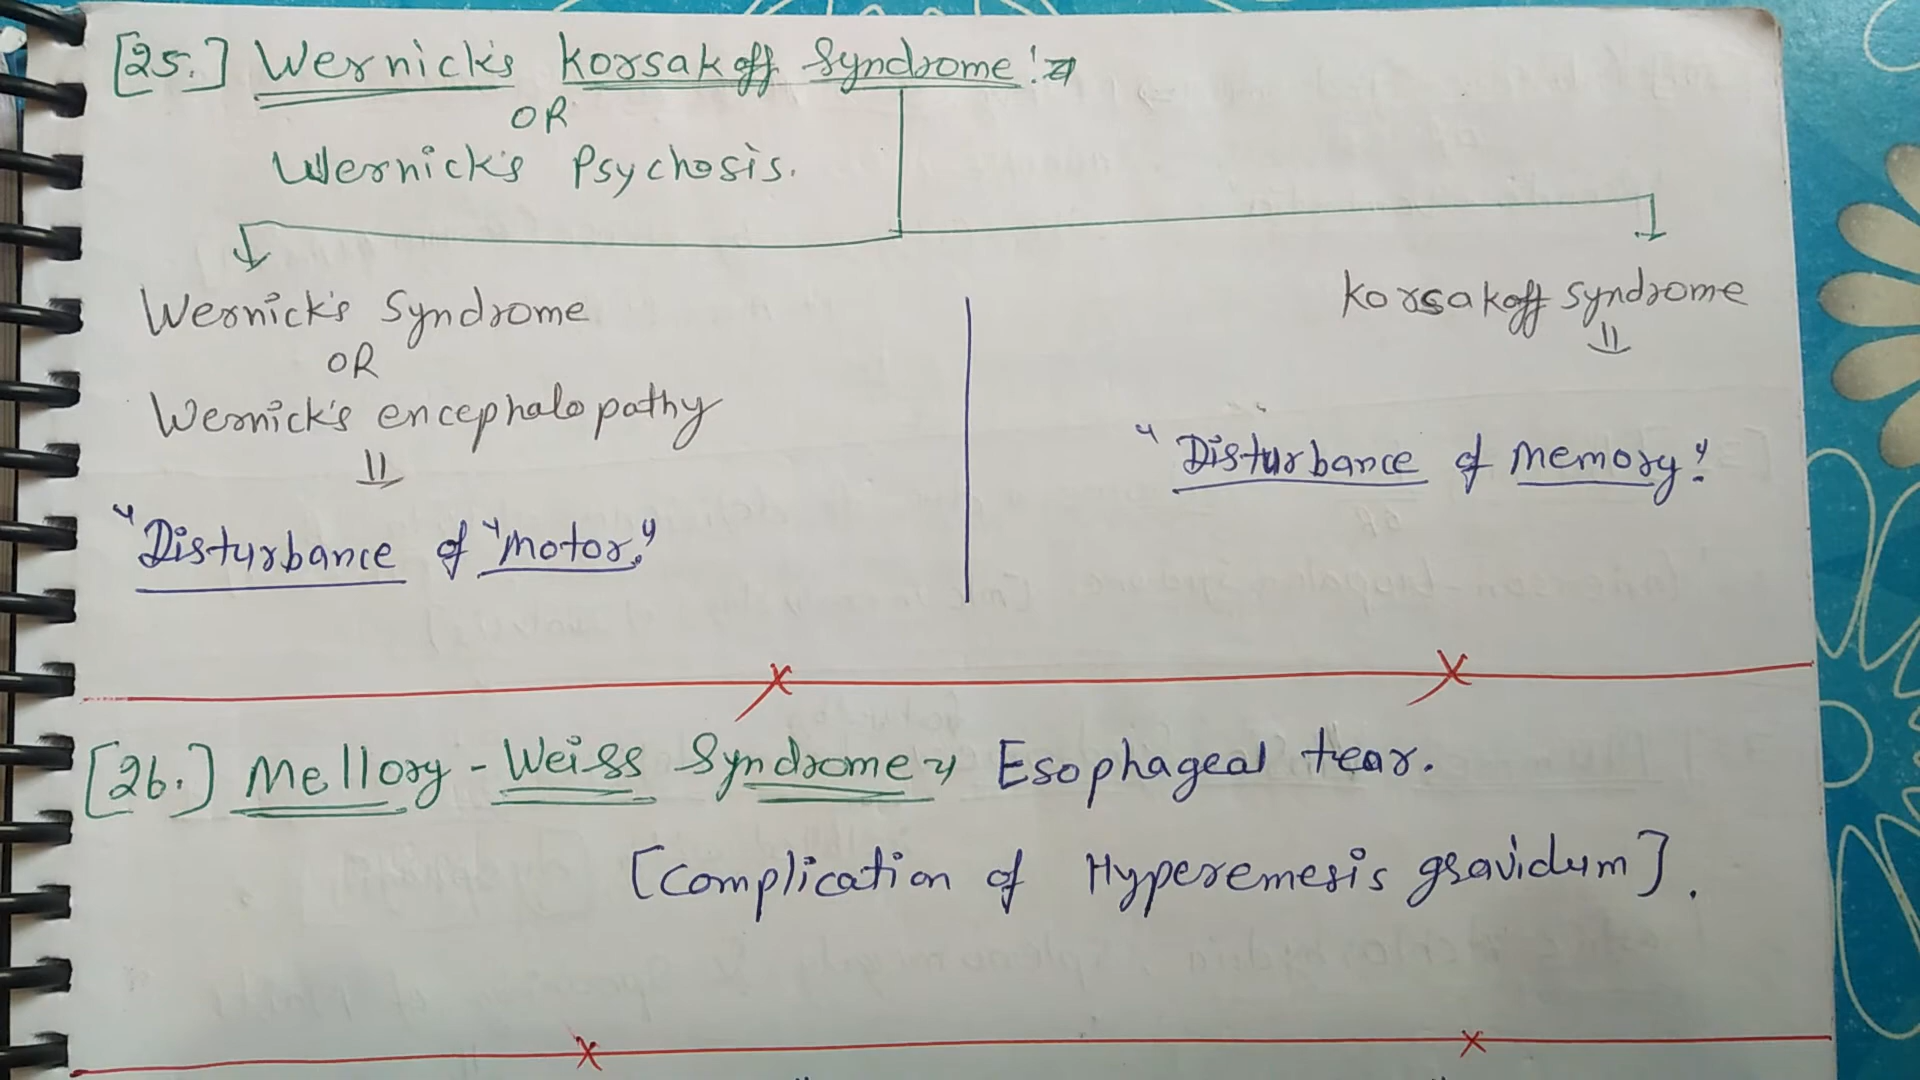 [25.] Wernick's Korsakoff Syndrome:→
OR
Wernick's Psychosis.
Wernick's Syndrome
OR
Wernick's encephalopathy
"Disturbance of "Motor."
Korsakoff Syndrome
"Disturbance of Memory".
[26.] Mellory-Weiss Syndrome → Esophageal tear.
[Complication of Hyperemesis gravidum].